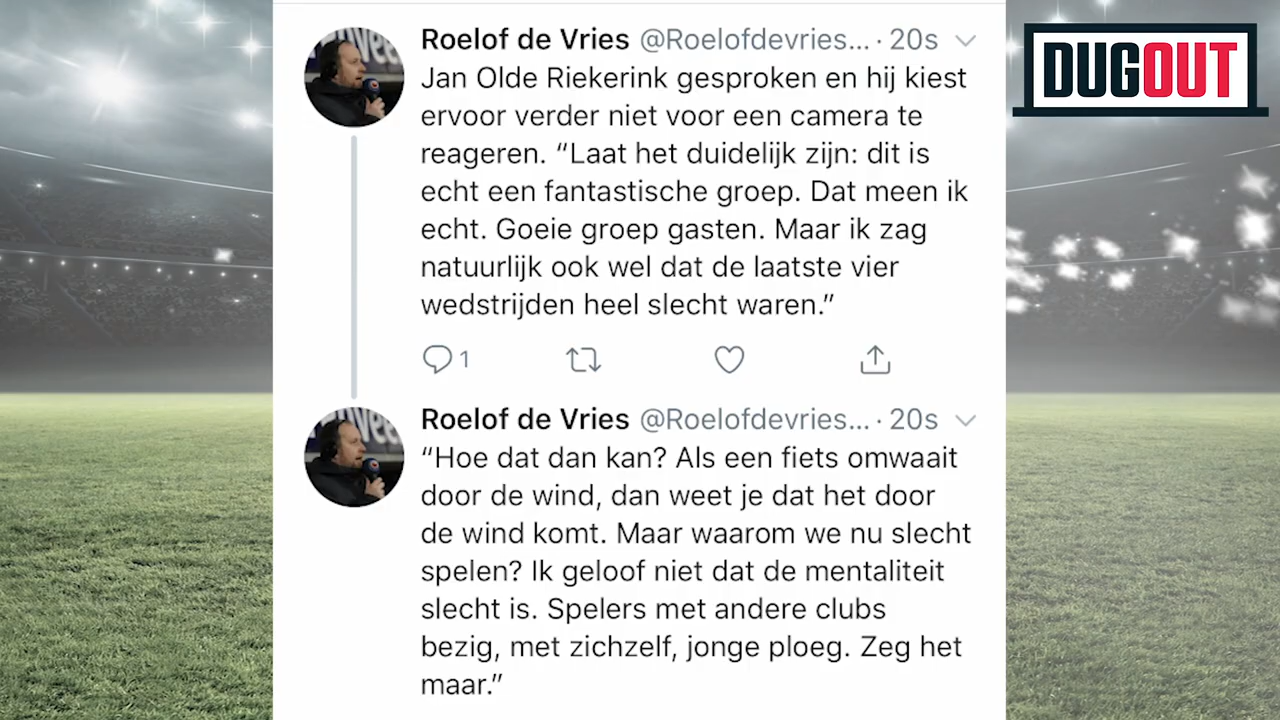 DUGOUT
Roelof de Vries @Roelofdevries... · 20s
Jan Olde Riekerink gesproken en hij kiest
ervoor verder niet voor een camera te
reageren. “Laat het duidelijk zijn: dit is
echt een fantastische groep. Dat meen ik
echt. Goeie groep gasten. Maar ik zag
natuurlijk ook wel dat de laatste vier
wedstrijden heel slecht waren.”
1
Roelof de Vries @Roelofdevries... · 20s
“Hoe dat dan kan? Als een fiets omwaait
door de wind, dan weet je dat het door
de wind komt. Maar waarom we nu slecht
spelen? Ik geloof niet dat de mentaliteit
slecht is. Spelers met andere clubs
bezig, met zichzelf, jonge ploeg. Zeg het
maar.”